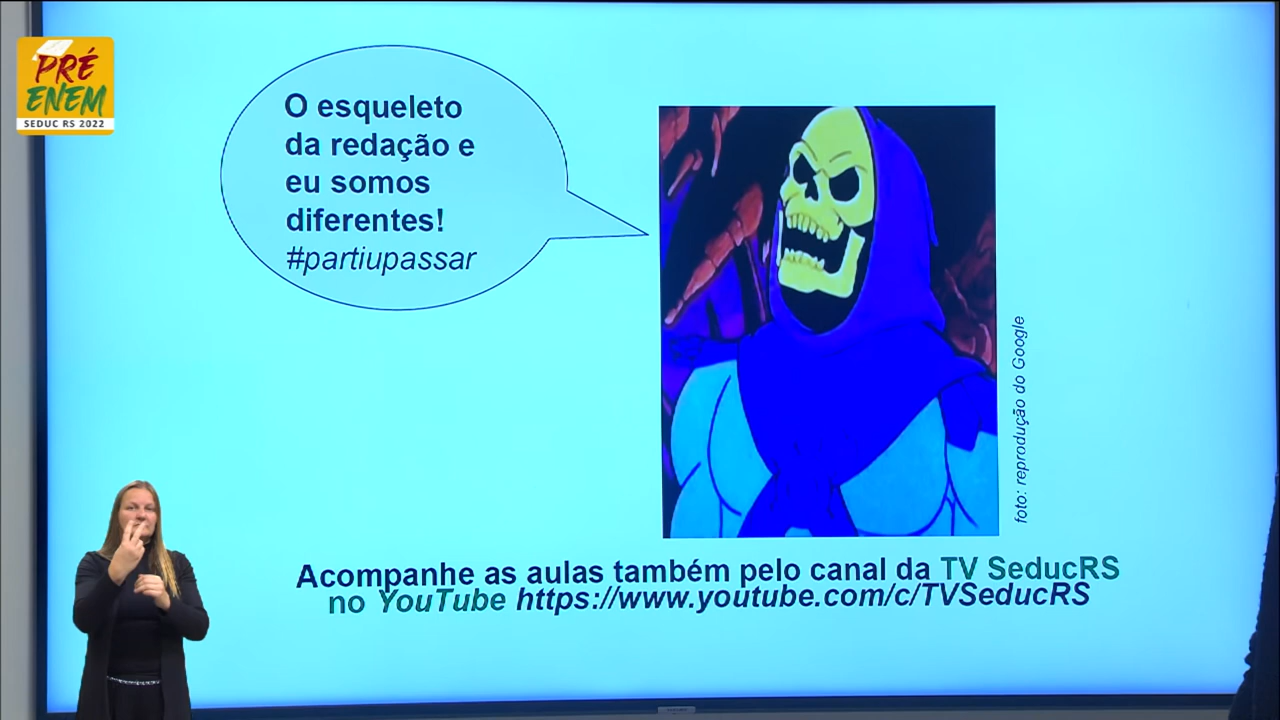 PRÉ
ENEM
SEDUC RS 2022
O esqueleto
da redação e
eu somos
diferentes!
#partiupassar
foto: reprodução do Google
Acompanhe as aulas também pelo canal da TV SeducRS
no YouTube https://www.youtube.com/c/TVSeducRS